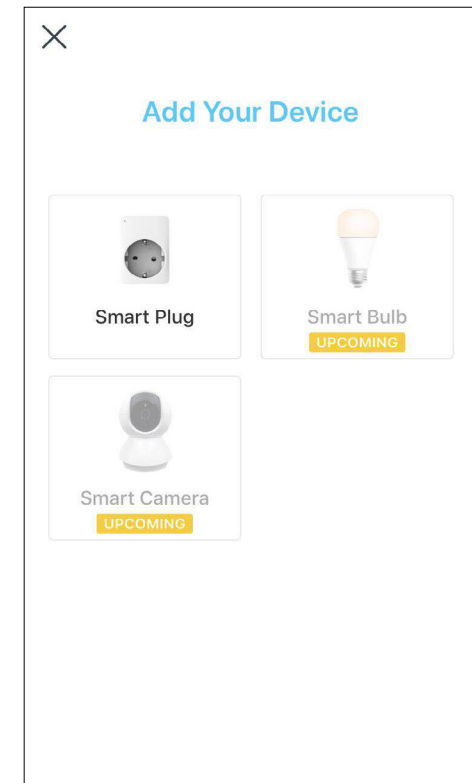 Add Your Device
Smart Plug
Smart Bulb
UPCOMING
Smart Camera
UPCOMING